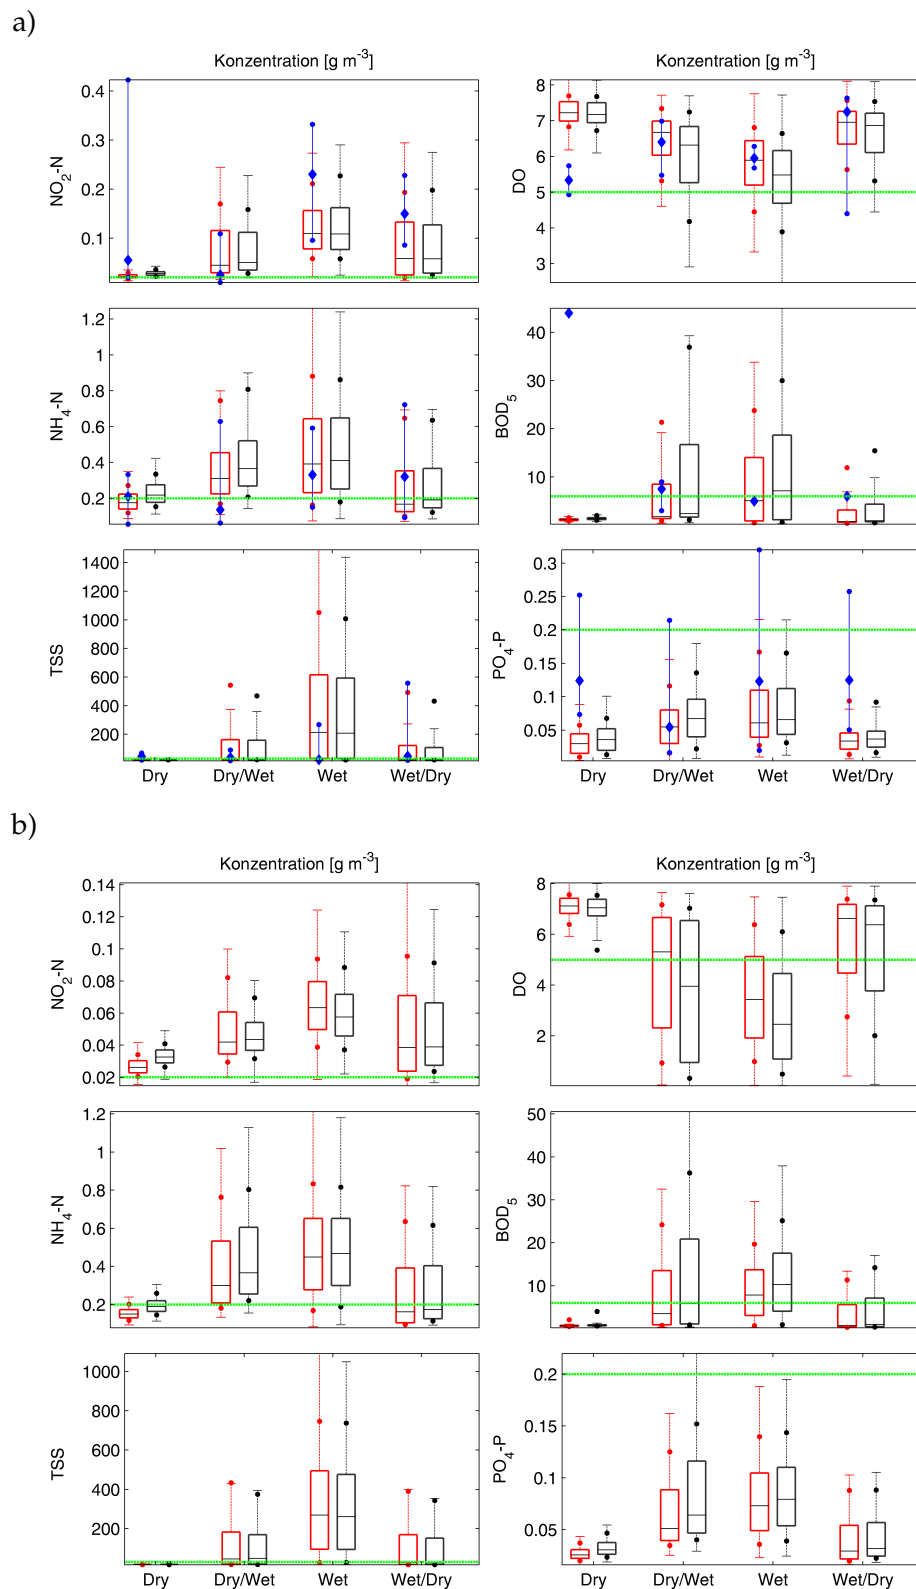 a)
Konzentration [g m⁻³]
0.4
0.3
0.2
0.1
NO₂-N
Konzentration [g m⁻³]
8
7
6
5
4
3
DO
1.2
1
0.8
0.6
0.4
0.2
NH₄-N
40
30
20
10
BOD₅
1400
1200
1000
800
600
400
200
TSS
Dry Dry/Wet Wet Wet/Dry
0.3
0.25
0.2
0.15
0.1
0.05
PO₄-P
Dry Dry/Wet Wet Wet/Dry
b)
Konzentration [g m⁻³]
0.14
0.12
0.1
0.08
0.06
0.04
0.02
NO₂-N
Konzentration [g m⁻³]
8
6
4
2
DO
1.2
1
0.8
0.6
0.4
0.2
NH₄-N
50
40
30
20
10
BOD₅
1000
800
600
400
200
TSS
Dry Dry/Wet Wet Wet/Dry
0.2
0.15
0.1
0.05
PO₄-P
Dry Dry/Wet Wet Wet/Dry